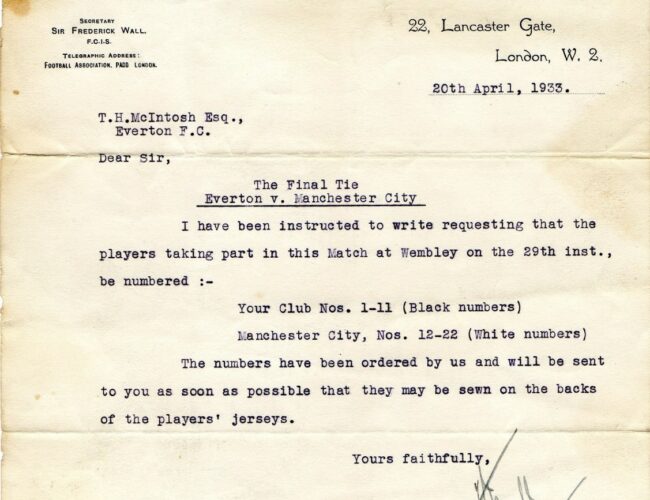 SECRETARY
SIR FREDERICK WALL.
F.C.I.S.
TELEGRAPHIC ADDRESS:
FOOTBALL ASSOCIATION, PADD LONDON.
22, Lancaster Gate,
London, W. 2.
20th April, 1933.
T.H.McIntosh Esq.,
Everton F.C.
Dear Sir,
The Final Tie
Everton v. Manchester City
I have been instructed to write requesting that the
players taking part in this Match at Wembley on the 29th inst.,
be numbered :-
Your Club Nos. 1-11 (Black numbers)
Manchester City, Nos. 12-22 (White numbers)
The numbers have been ordered by us and will be sent
to you as soon as possible that they may be sewn on the backs
of the players' jerseys.
Yours faithfully,